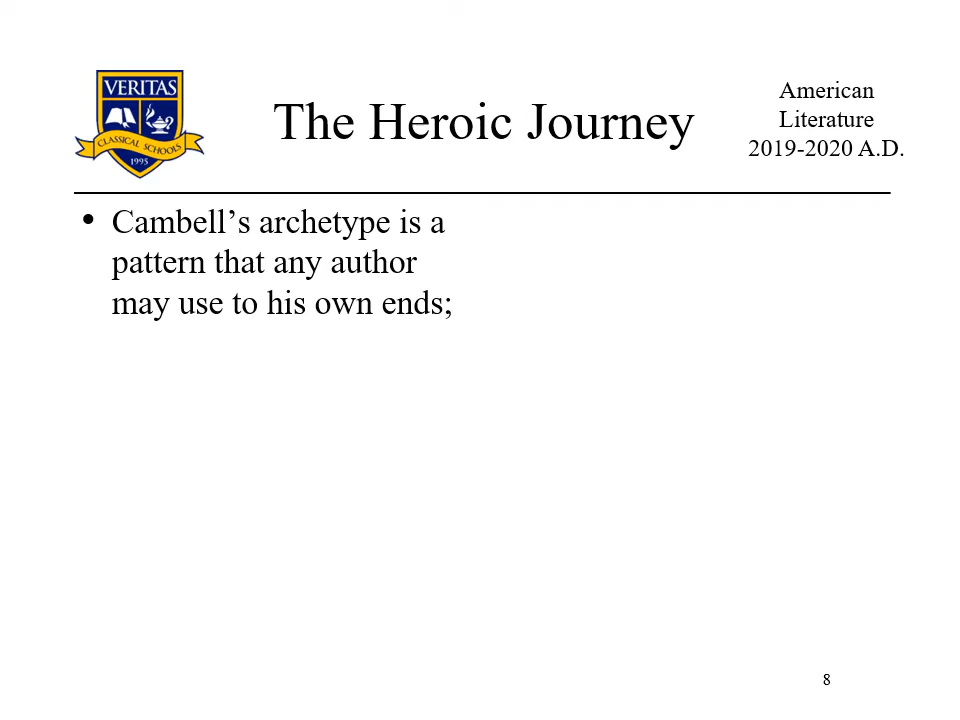 VERITAS
CLASSICAL SCHOOLS
1995
The Heroic Journey
American
Literature
2019-2020 A.D.
• Cambell’s archetype is a
pattern that any author
may use to his own ends;
8